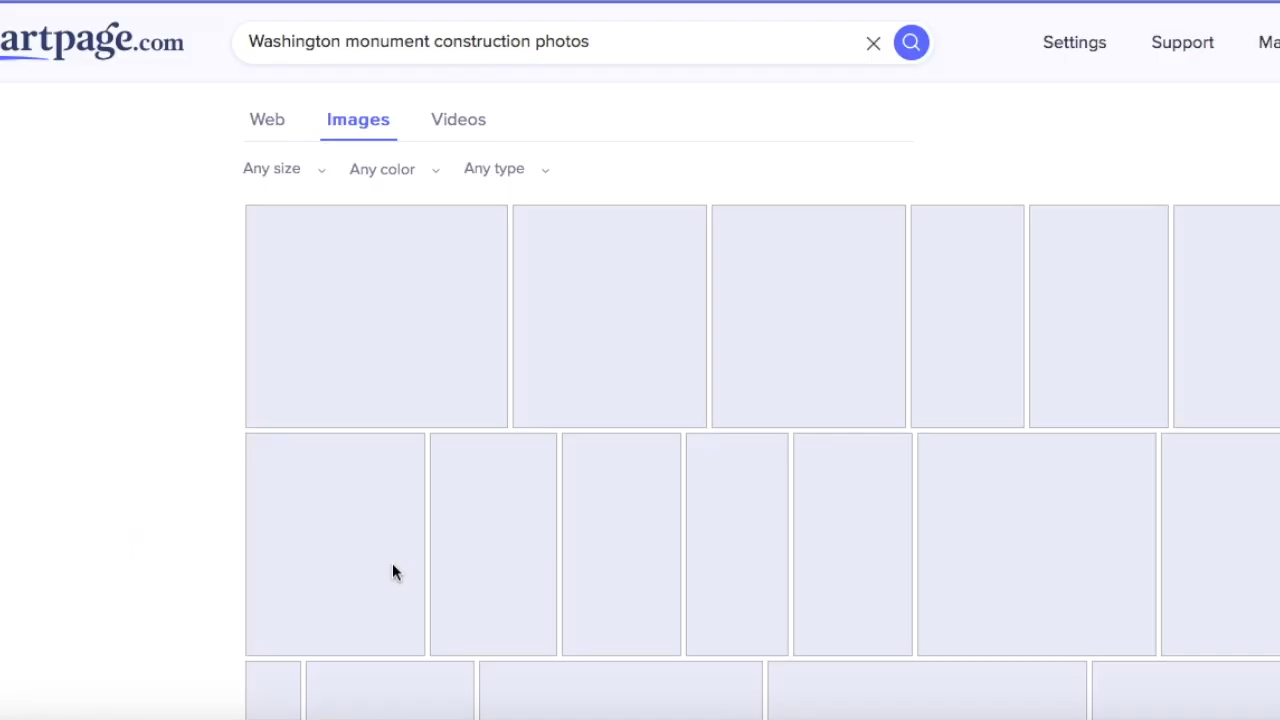 artpage.com
Washington monument construction photos
Settings
Support
Ma
Web
Images
Videos
Any size
Any color
Any type